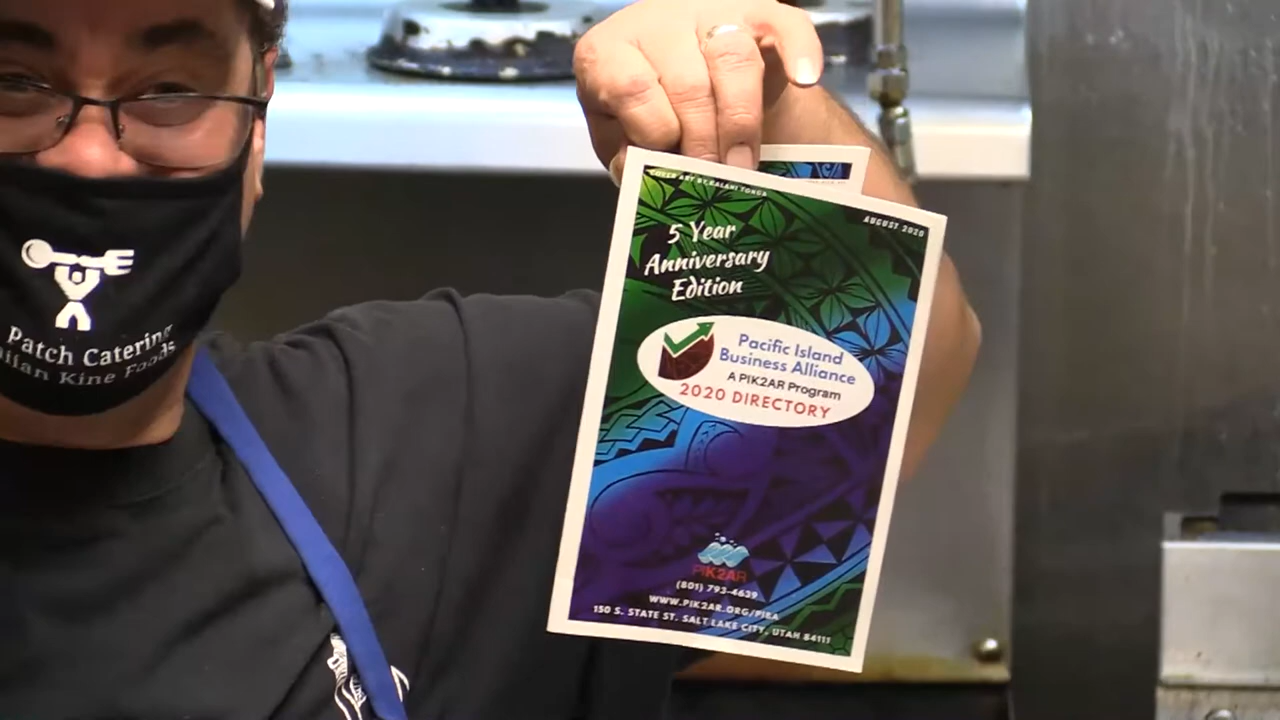 Patch Catering
Kine Foods
COVER ART BY KALANI TONGA
AUGUST 2020
5 Year
Anniversary
Edition
Pacific Island
Business Alliance
A PIK2AR Program
2020 DIRECTORY
PIK2AR
(801) 793-4639
WWW.PIK2AR.ORG/PIBA
150 S. STATE ST. SALT LAKE CITY, UTAH 84111